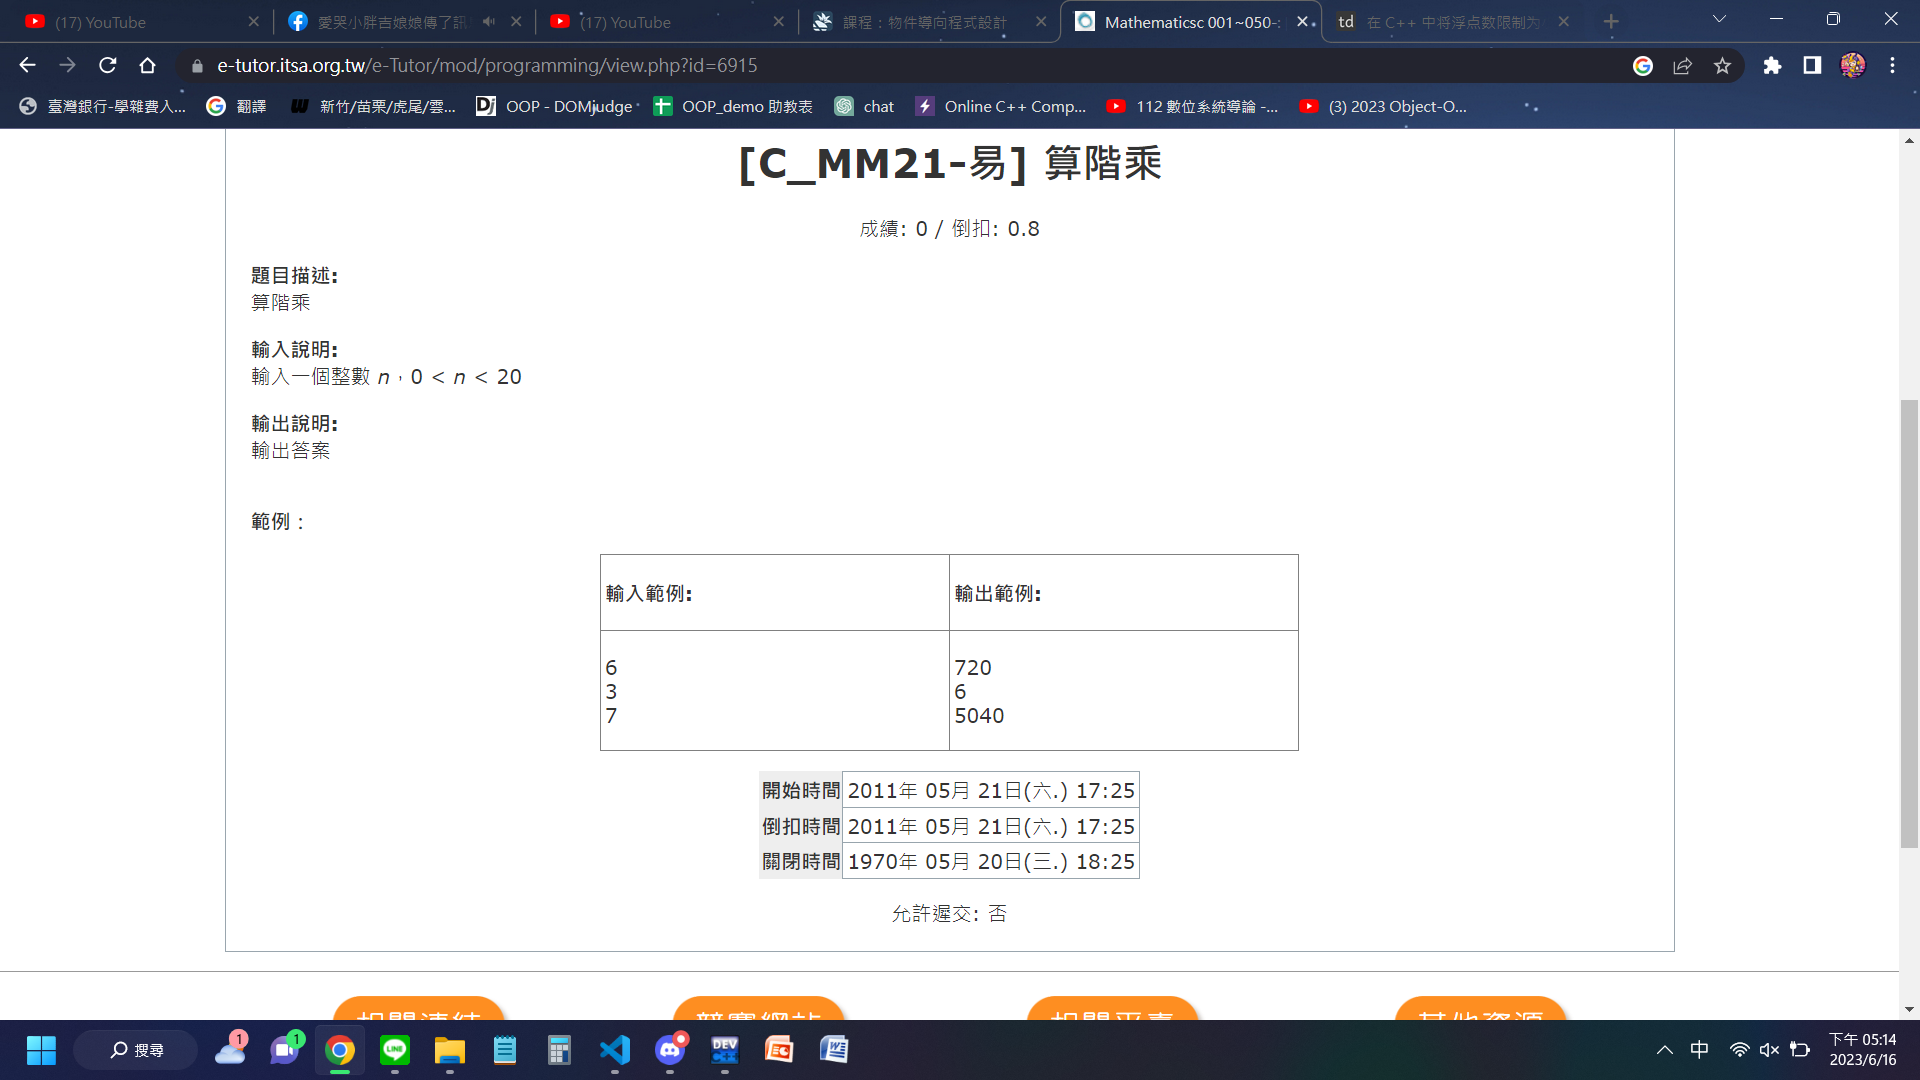 (17) YouTube
愛哭小胖吉娘娘傳了訊
(17) YouTube
課程：物件導向程式設計
Mathematicsc 001~050-
td 在 C++ 中将浮点数限制为
e-tutor.itsa.org.tw/e-Tutor/mod/programming/view.php?id=6915
臺灣銀行-學雜費入...
翻譯
新竹/苗栗/虎尾/雲...
OOP - DOMjudge
OOP_demo 助教表
chat
Online C++ Comp...
112 數位系統導論 -...
(3) 2023 Object-O...
[C_MM21-易] 算階乘
成績: 0 / 倒扣: 0.8
題目描述:
算階乘
輸入說明:
輸入一個整數 n，0 < n < 20
輸出說明:
輸出答案
範例：
輸入範例: 輸出範例:
6 720
3 6
7 5040
開始時間 2011年 05月 21日(六.) 17:25
倒扣時間 2011年 05月 21日(六.) 17:25
關閉時間 1970年 05月 20日(三.) 18:25
允許遲交: 否
搜尋
1
1
LINE
DEV
C++
中
下午 05:14
2023/6/16